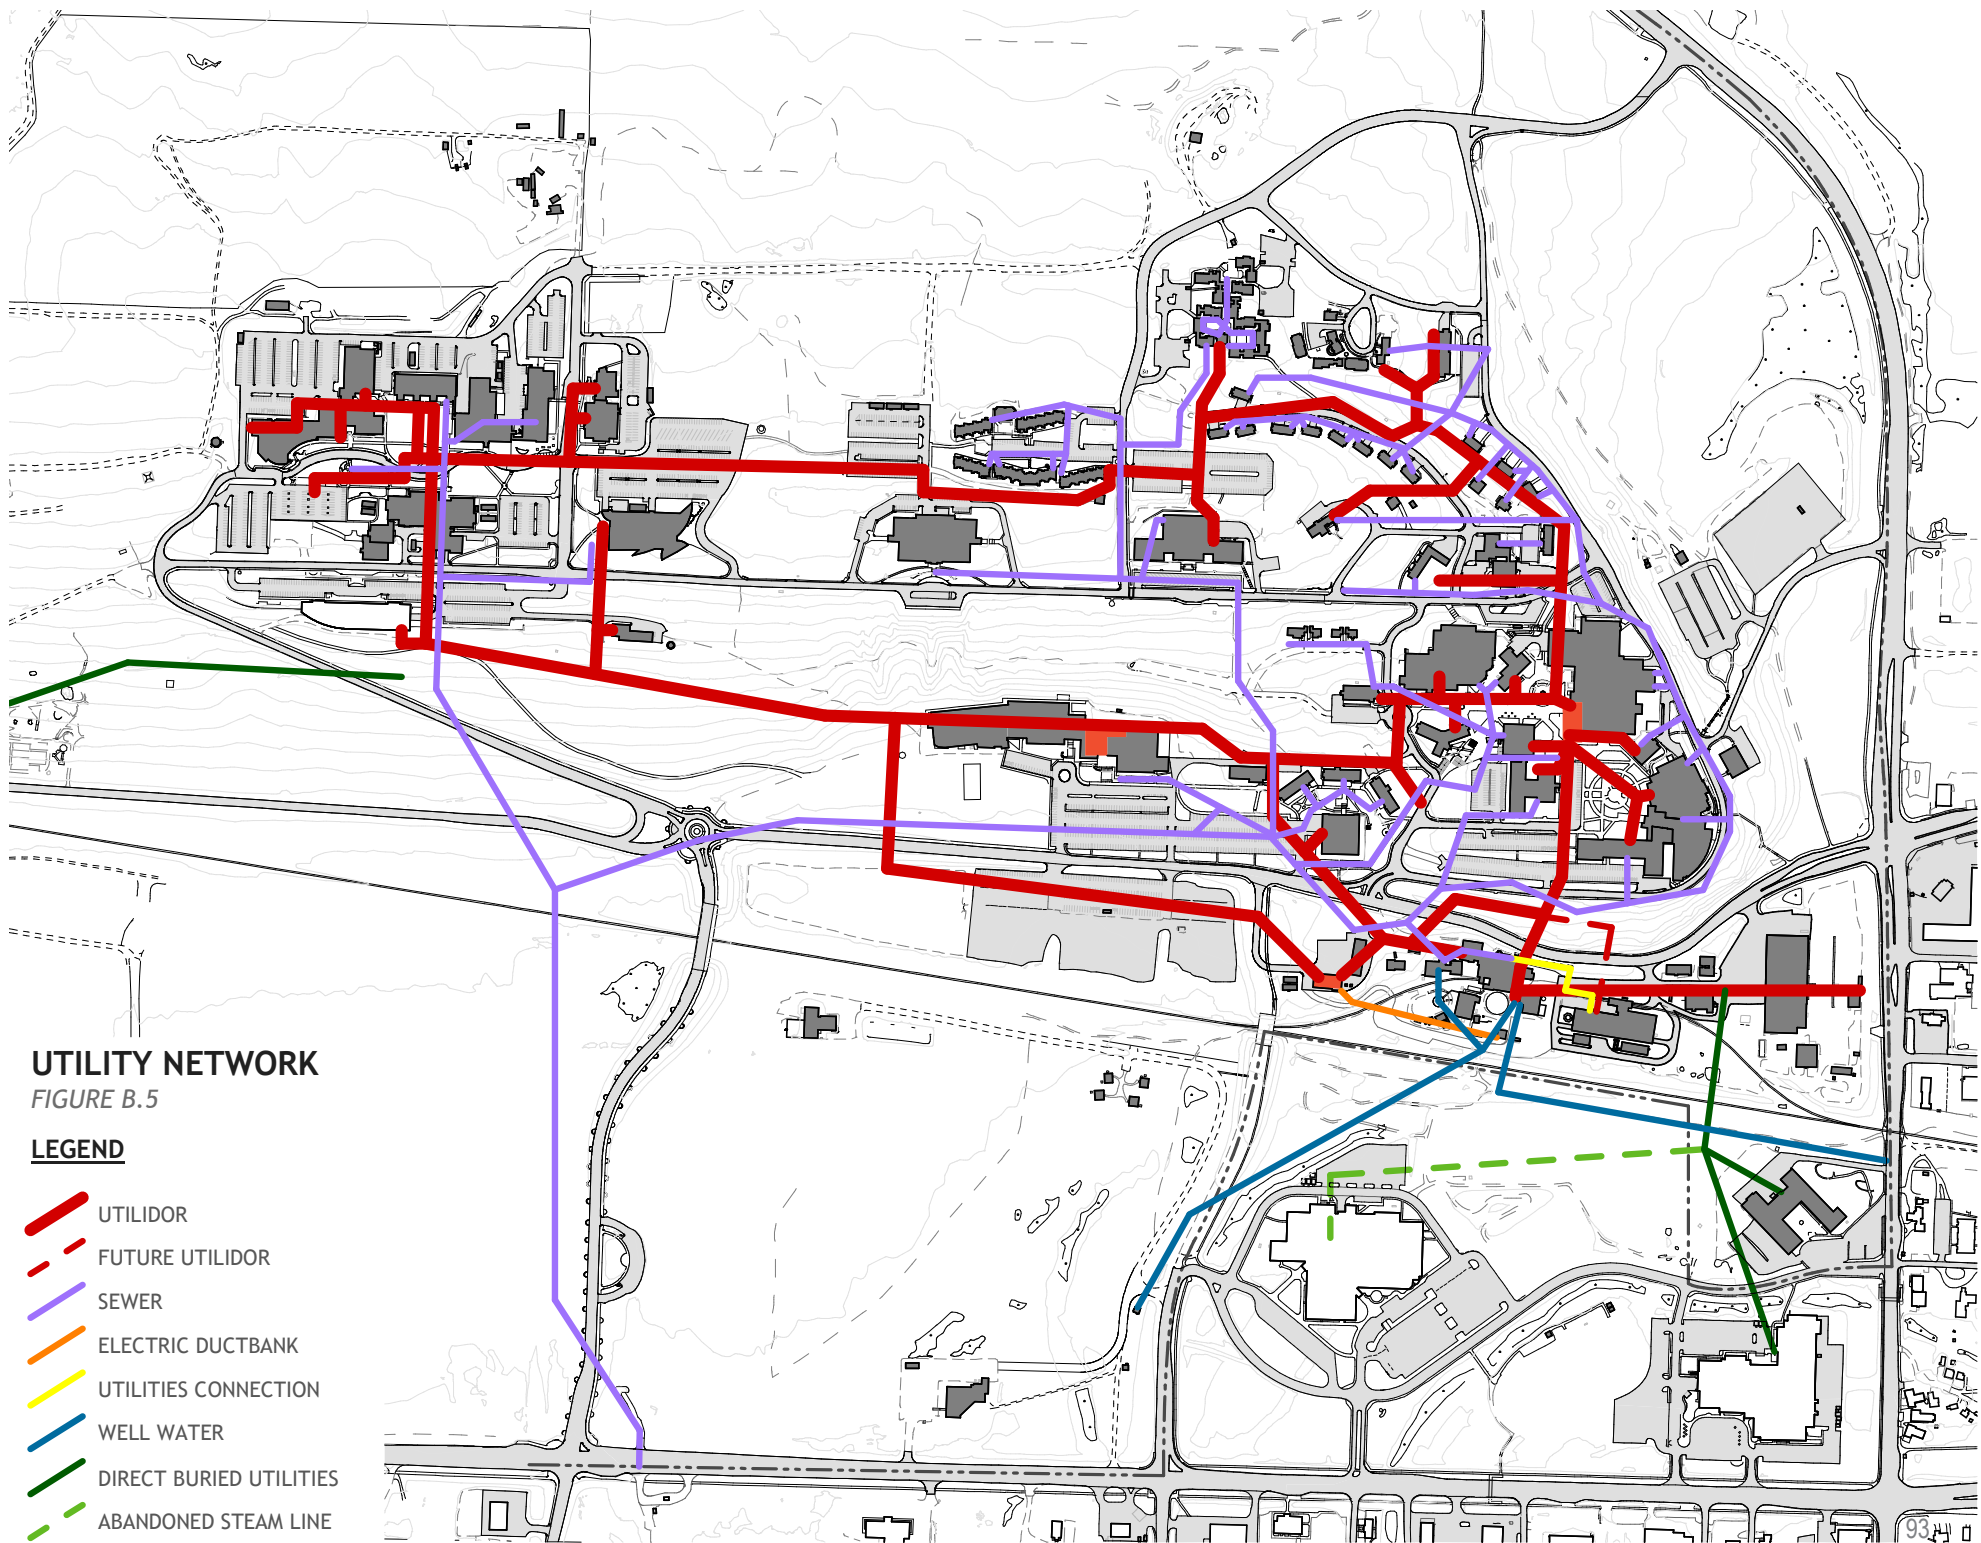 UTILITY NETWORK
FIGURE B.5
LEGEND
UTILIDOR
FUTURE UTILIDOR
SEWER
ELECTRIC DUCTBANK
UTILITIES CONNECTION
WELL WATER
DIRECT BURIED UTILITIES
ABANDONED STEAM LINE
93